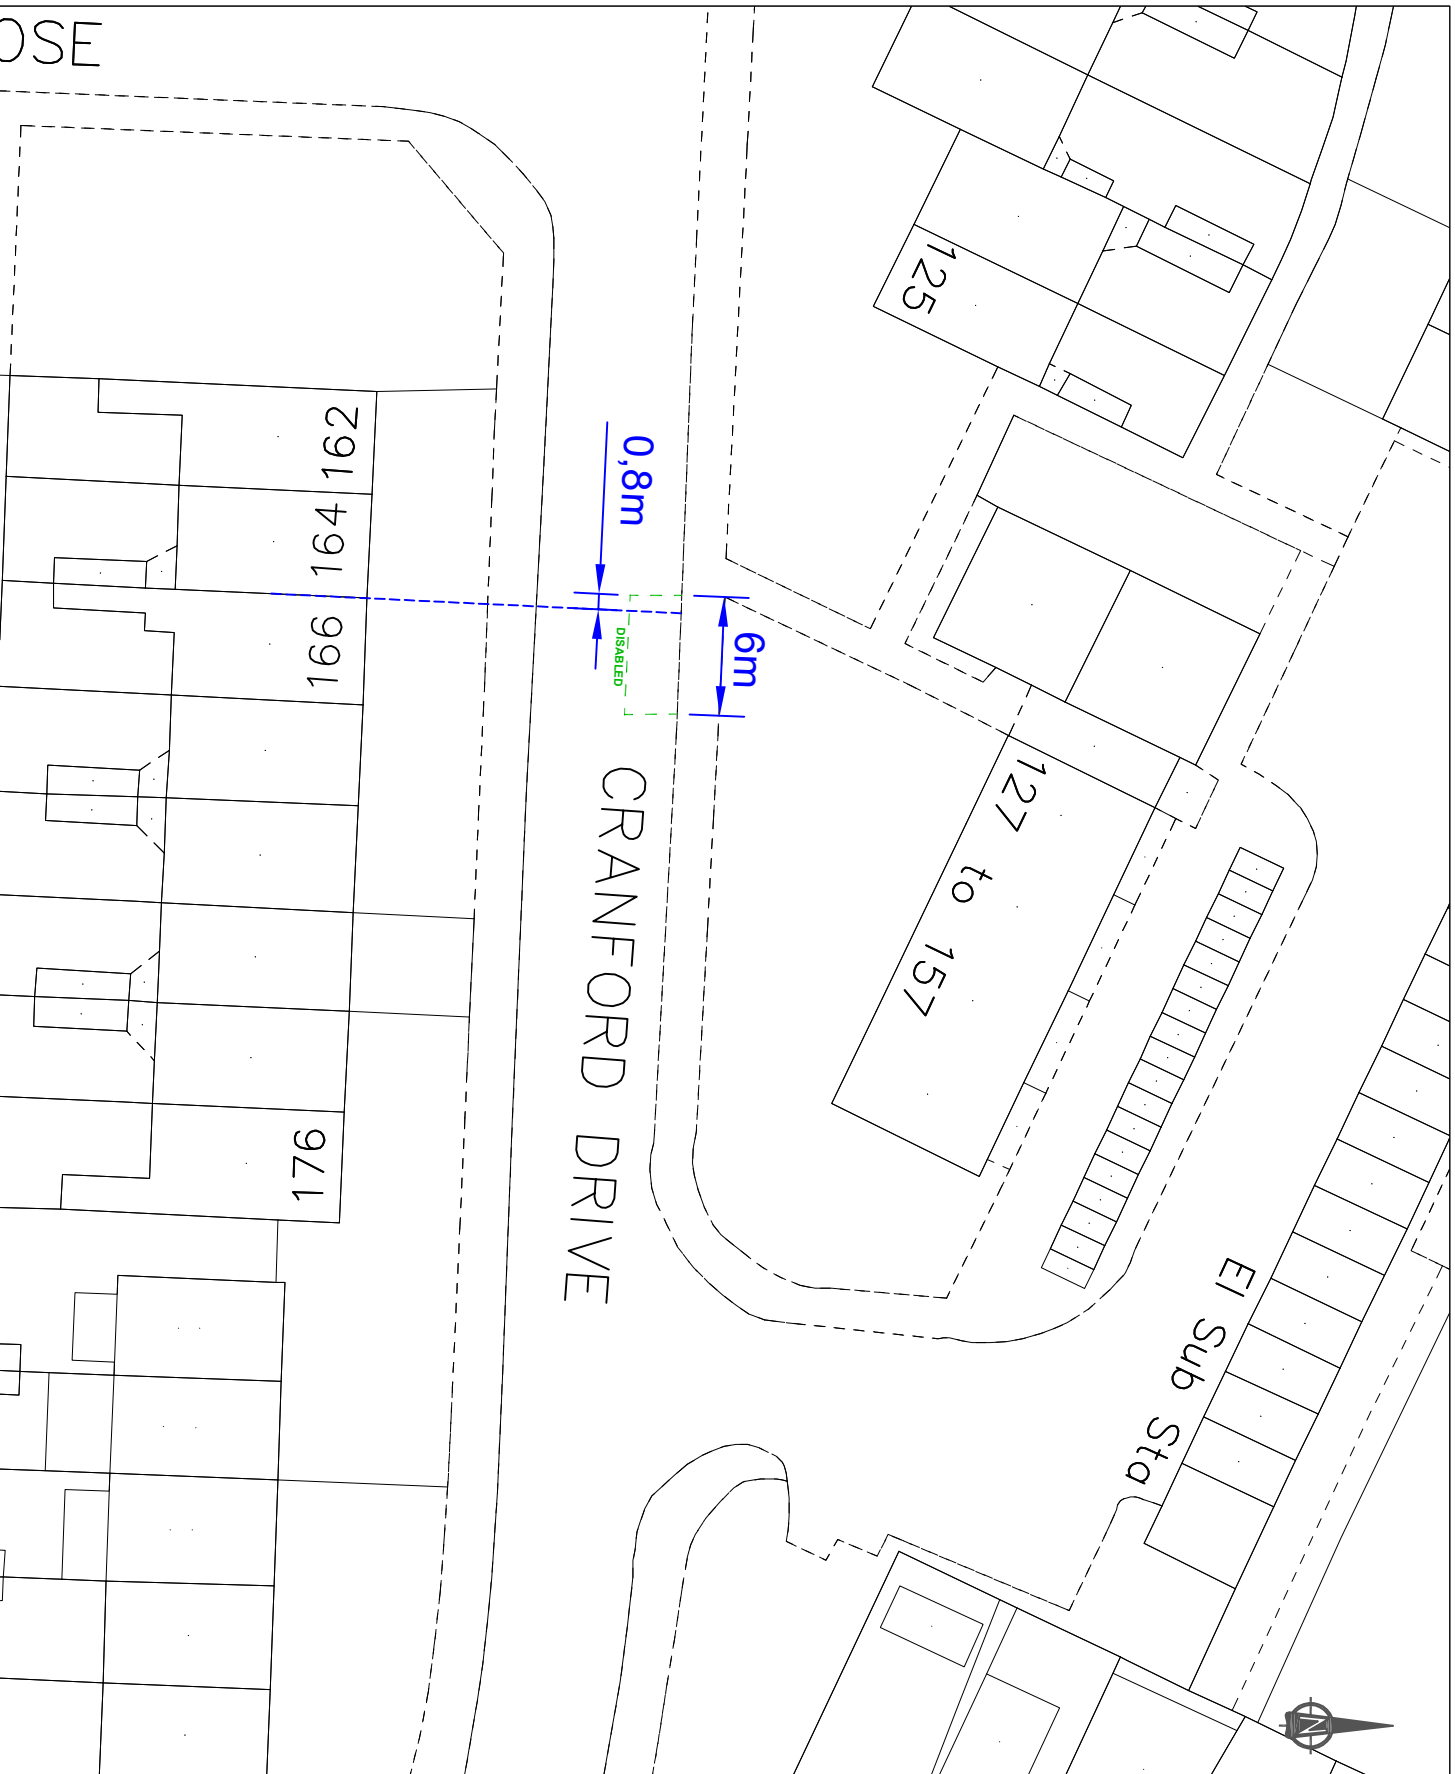 OSE
125
162
164
166
0,8m
6m
DISABLED
127 to 157
CRANFORD DRIVE
176
El Sub Sta
N